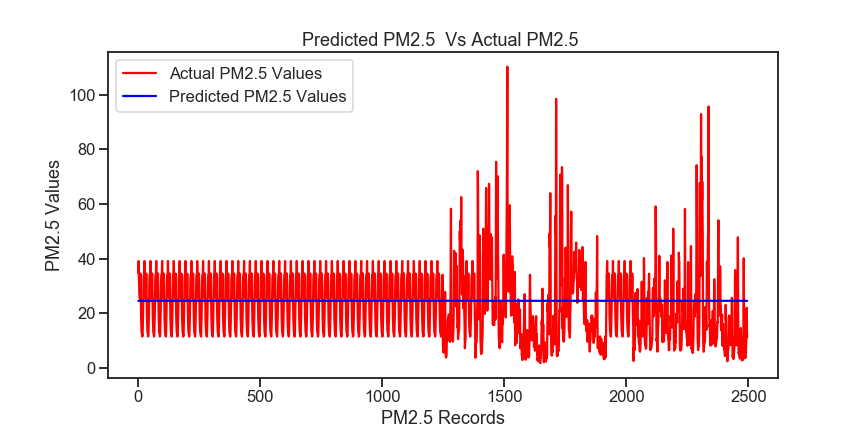 Predicted PM2.5  Vs Actual PM2.5
Actual PM2.5 Values
Predicted PM2.5 Values
PM2.5 Values
100
80
60
40
20
0
0 500 1000 1500 2000 2500
PM2.5 Records